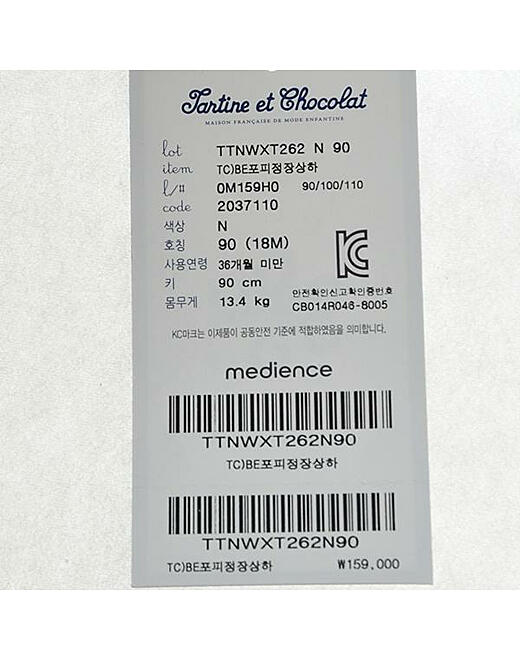 Tartine et Chocolat
MAISON FRANÇAISE DE MODE ENFANTINE
lot TTNWXT262 N 90
item TC)BE포피정장상하
l/# 0M159H0 90/100/110
code 2037110
색상 N
호칭 90 (18M)
사용연령 36개월 미만
키 90 cm
몸무게 13.4 kg
안전확인신고확인증번호
CB014R046-8005
KC마크는 이제품이 공동안전 기준에 적합하였음을 의미합니다.
medience
TTNWXT262N90
TC)BE포피정장상하
TTNWXT262N90
TC)BE포피정장상하 ₩159,000